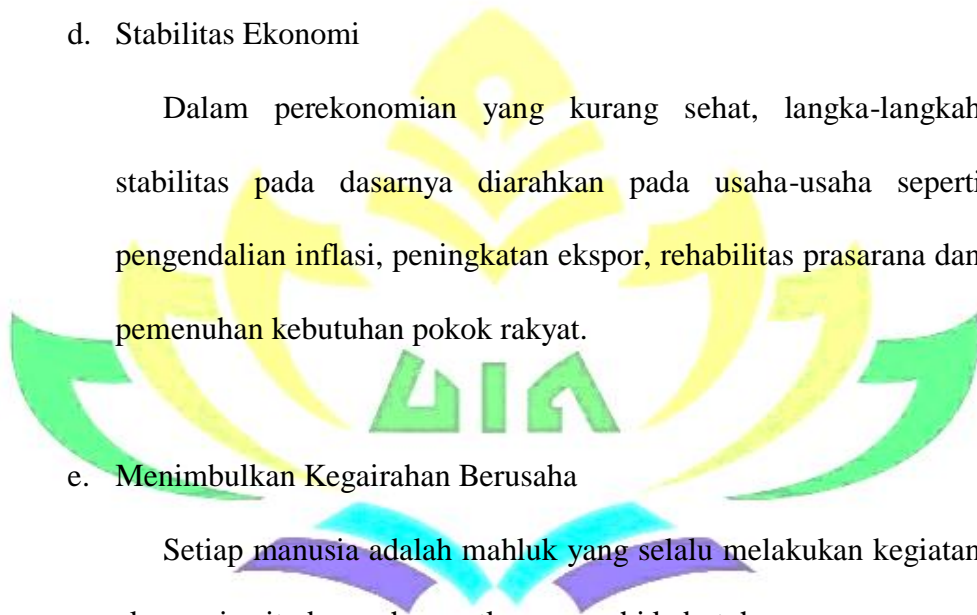 d. Stabilitas Ekonomi
Dalam perekonomian yang kurang sehat, langka-langkah
stabilitas pada dasarnya diarahkan pada usaha-usaha seperti
pengendalian inflasi, peningkatan ekspor, rehabilitas prasarana dan
pemenuhan kebutuhan pokok rakyat.
UIN
e. Menimbulkan Kegairahan Berusaha
Setiap manusia adalah mahluk yang selalu melakukan kegiatan